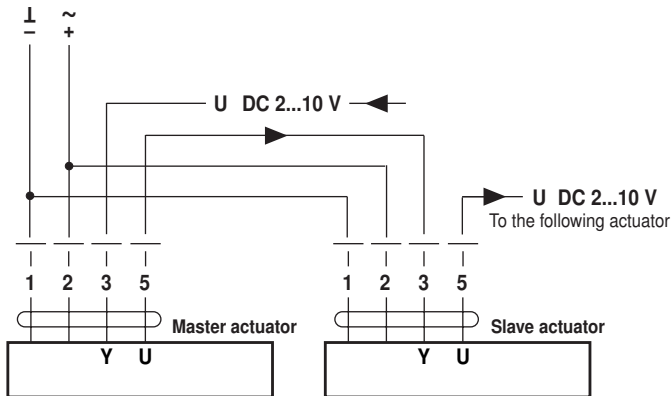 ⊥ ~
− +
U DC 2...10 V
U DC 2...10 V
To the following actuator
1 2 3 5
1 2 3 5
Master actuator
Slave actuator
Y U
Y U